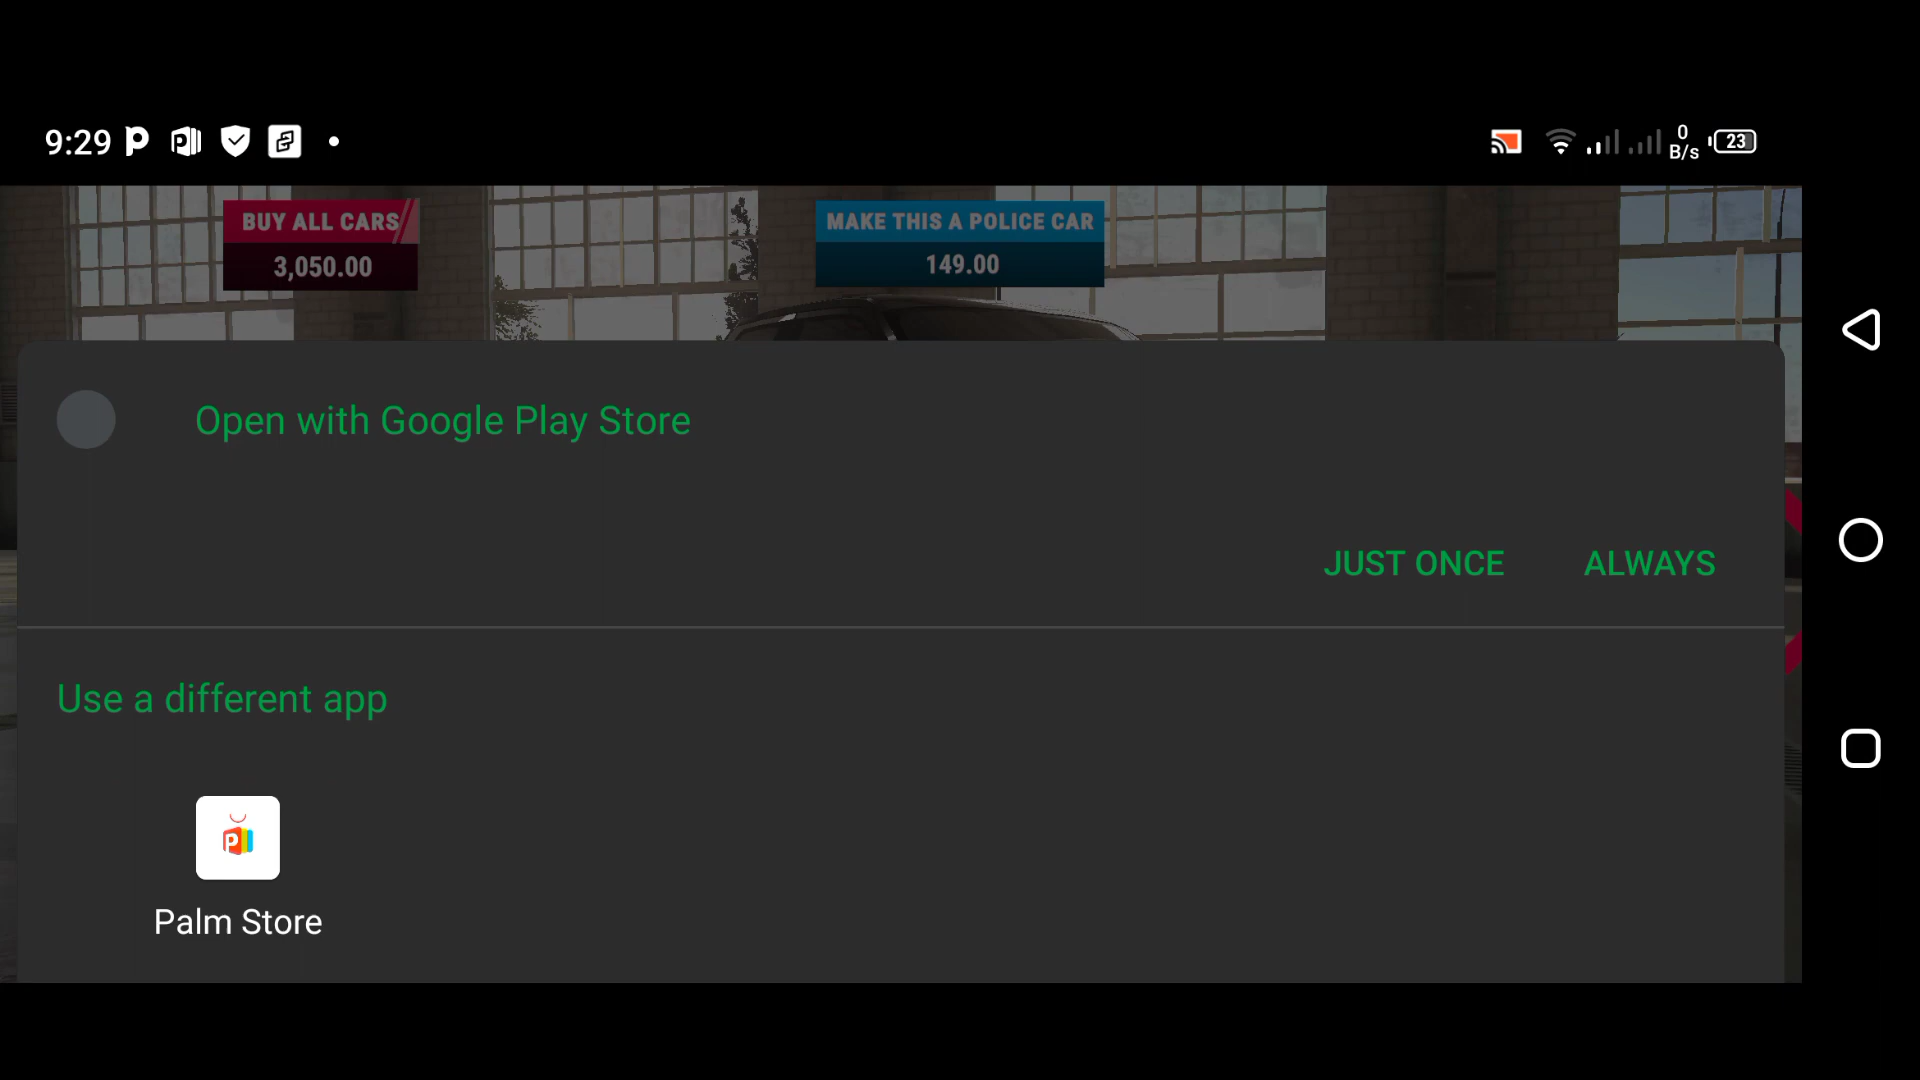 9:29
0
B/s
23
BUY ALL CARS
3,050.00
MAKE THIS A POLICE CAR
149.00
Open with Google Play Store
JUST ONCE
ALWAYS
Use a different app
Palm Store